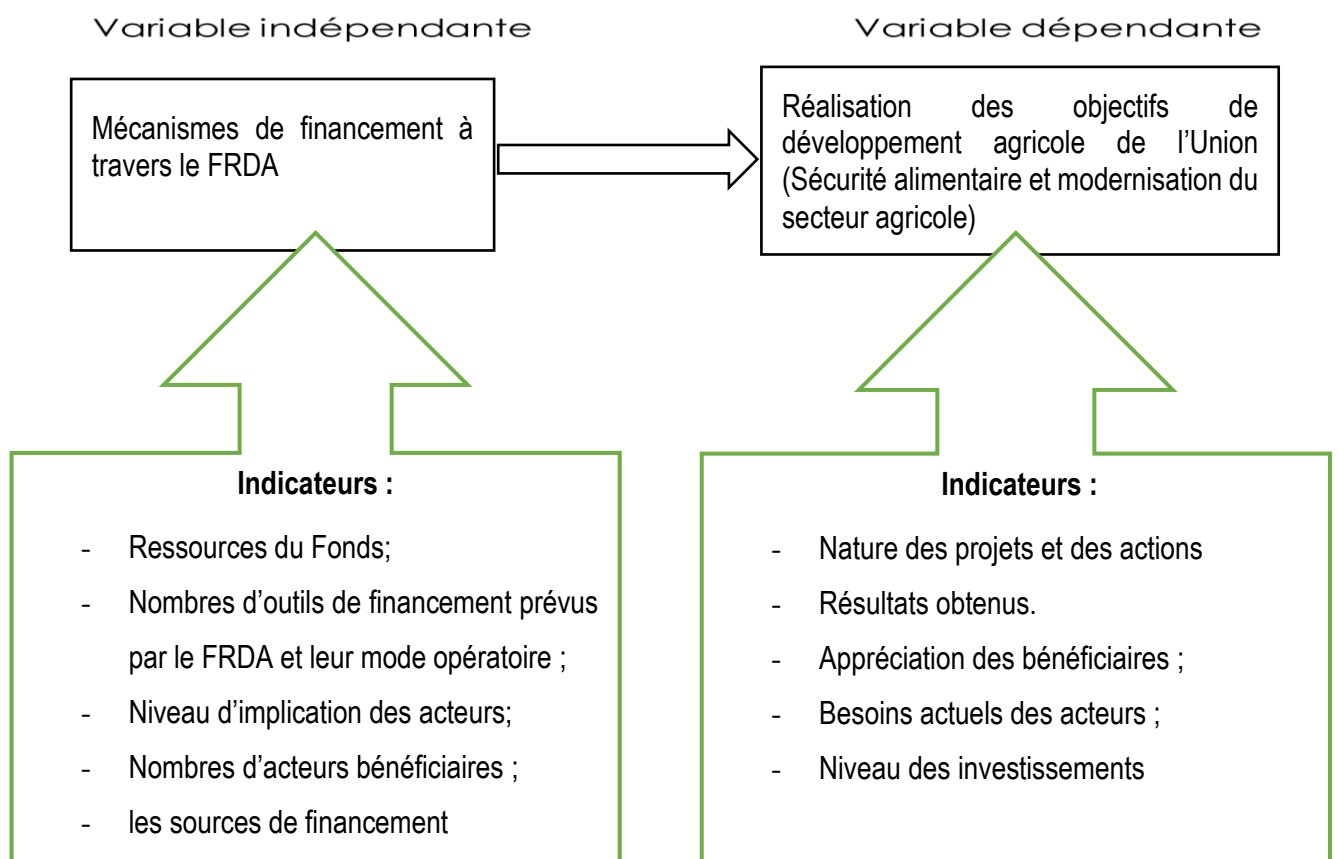 Variable indépendante
Variable dépendante
Mécanismes de financement à
travers le FRDA
Réalisation des objectifs de
développement agricole de l’Union
(Sécurité alimentaire et modernisation du
secteur agricole)
Indicateurs :
- Ressources du Fonds;
- Nombres d’outils de financement prévus
par le FRDA et leur mode opératoire ;
- Niveau d’implication des acteurs;
- Nombres d’acteurs bénéficiaires ;
- les sources de financement
Indicateurs :
- Nature des projets et des actions
- Résultats obtenus.
- Appréciation des bénéficiaires ;
- Besoins actuels des acteurs ;
- Niveau des investissements